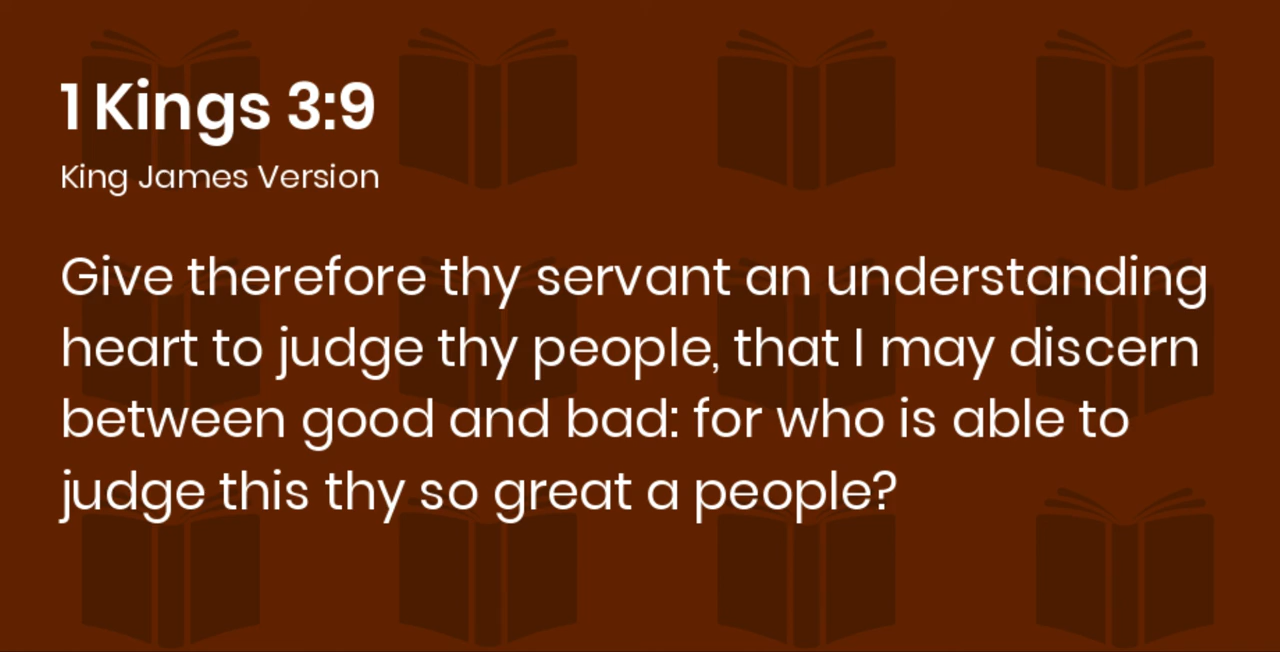 1 Kings 3:9
King James Version
Give therefore thy servant an understanding
heart to judge thy people, that I may discern
between good and bad: for who is able to
judge this thy so great a people?